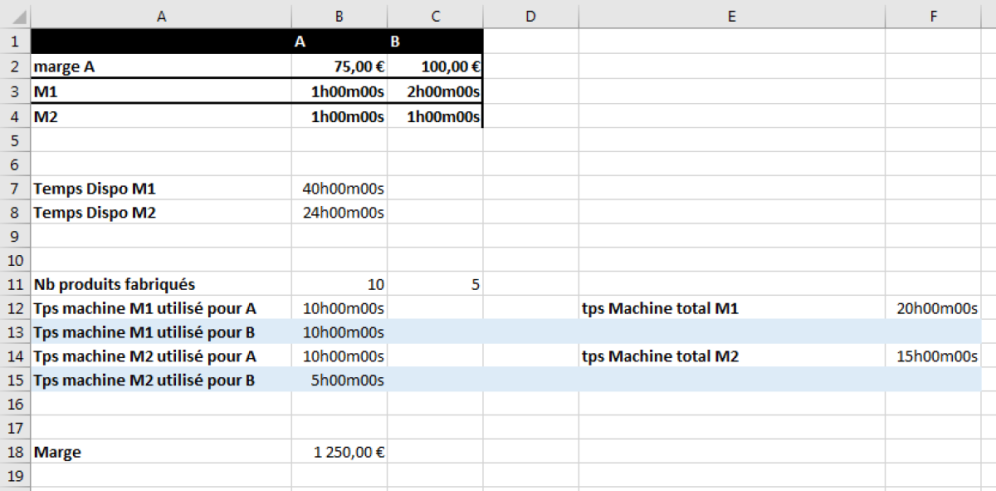 A B C D E F
1 A B
2 marge A 75,00 € 100,00 €
3 M1 1h00m00s 2h00m00s
4 M2 1h00m00s 1h00m00s
5
6
7 Temps Dispo M1 40h00m00s
8 Temps Dispo M2 24h00m00s
9
10
11 Nb produits fabriqués 10 5
12 Tps machine M1 utilisé pour A 10h00m00s tps Machine total M1 20h00m00s
13 Tps machine M1 utilisé pour B 10h00m00s
14 Tps machine M2 utilisé pour A 10h00m00s tps Machine total M2 15h00m00s
15 Tps machine M2 utilisé pour B 5h00m00s
16
17
18 Marge 1 250,00 €
19